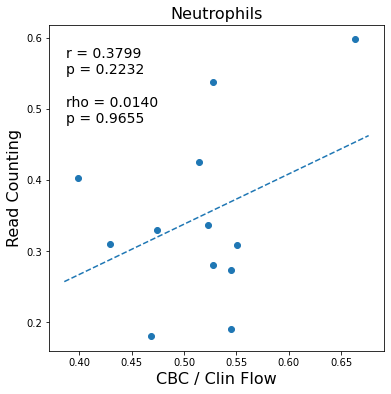 Neutrophils
r = 0.3799
p = 0.2232
rho = 0.0140
p = 0.9655
Read Counting
0.6
0.5
0.4
0.3
0.2
0.40 0.45 0.50 0.55 0.60 0.65
CBC / Clin Flow